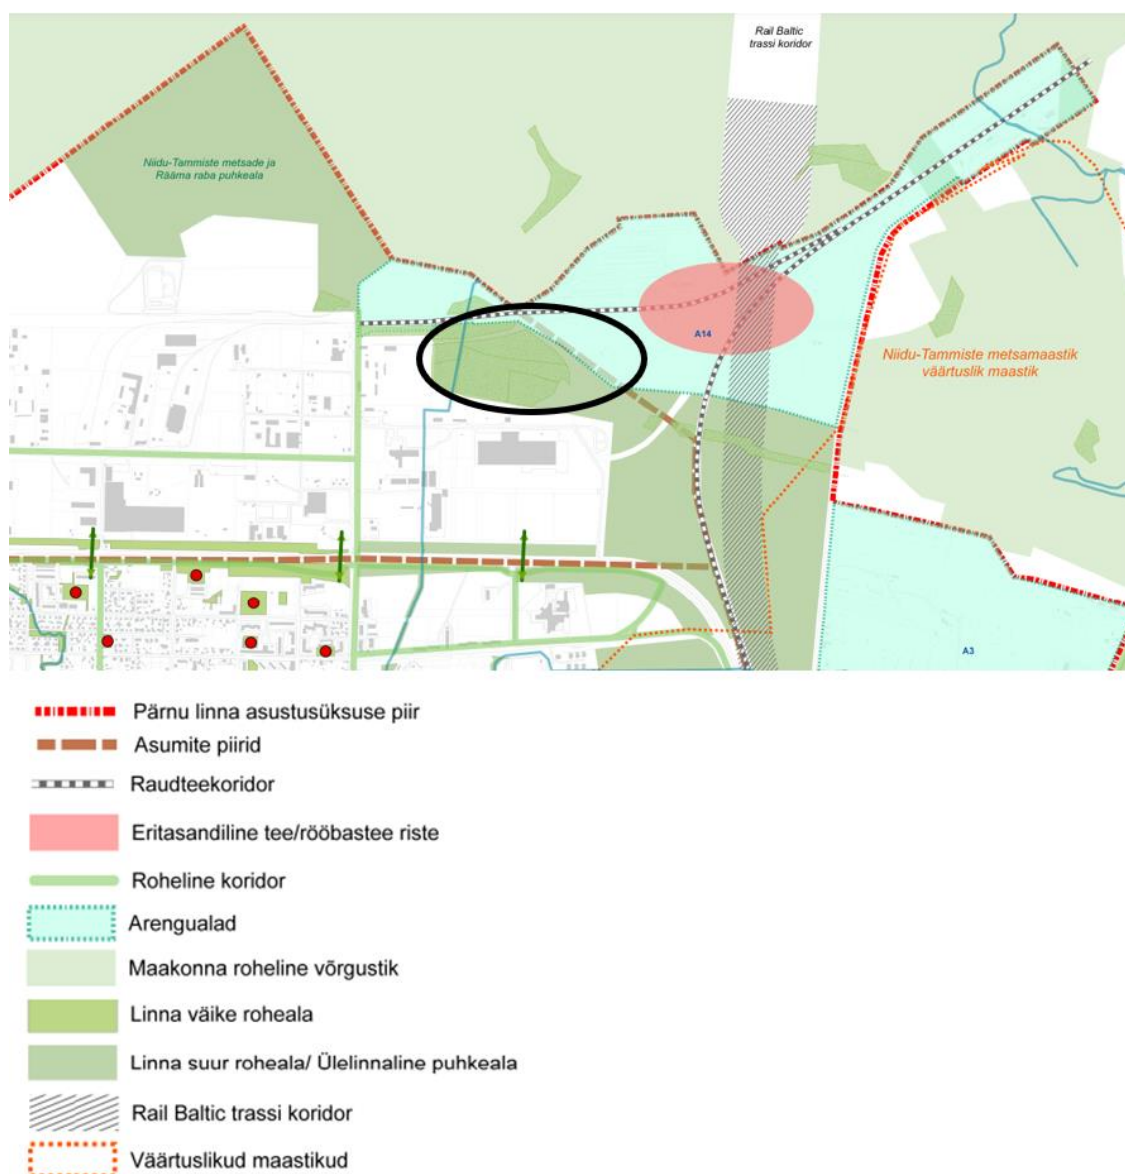 Rail Baltic
trassi koridor
Niidu-Tammiste metsade ja
Rääma raba puhkeala
A14
Niidu-Tammiste metsamaastik
väärtuslik maastik
A3
Pärnu linna asustusüksuse piir
Asumite piirid
Raudteekoridor
Eritasandiline tee/rööbastee riste
Roheline koridor
Arengualad
Maakonna roheline võrgustik
Linna väike roheala
Linna suur roheala/ Ülelinnaline puhkeala
Rail Baltic trassi koridor
Väärtuslikud maastikud